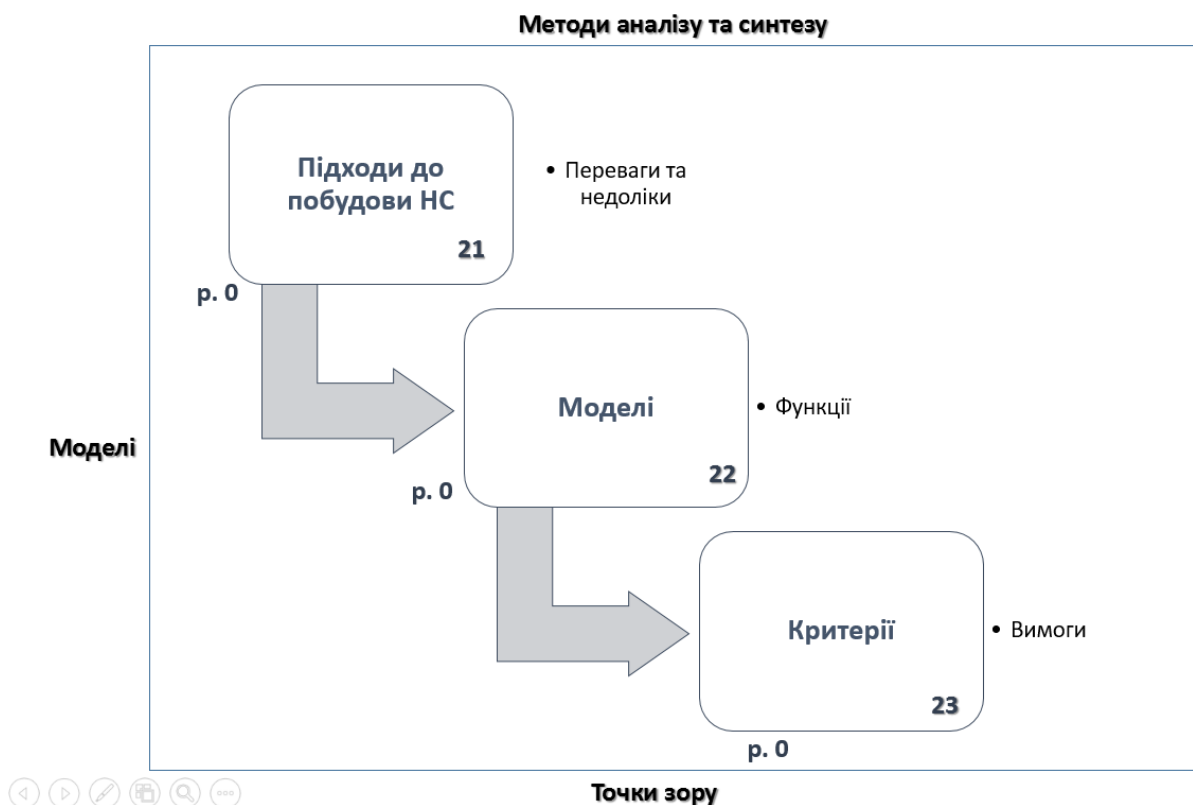 Методи аналізу та синтезу
Підходи до
побудови НС
21
• Переваги та
недоліки
р. 0
Моделі
22
• Функції
Моделі
р. 0
Критерії
23
• Вимоги
р. 0
Точки зору